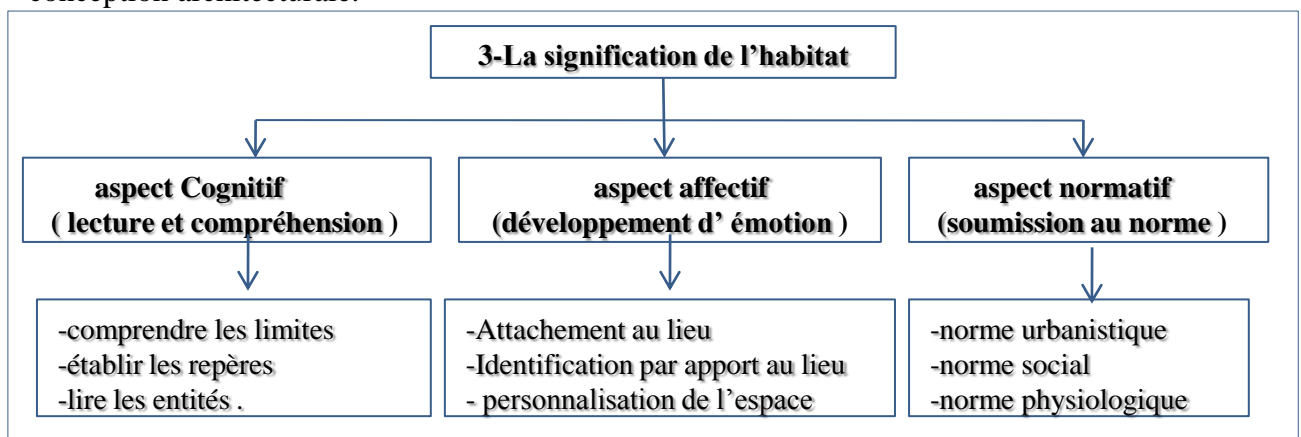 conception architecturale.
3-La signification de l’habitat
aspect Cognitif
( lecture et compréhension )
aspect affectif
(développement d’ émotion )
aspect normatif
(soumission au norme )
-comprendre les limites
-établir les repères
-lire les entités .
-Attachement au lieu
-Identification par apport au lieu
- personnalisation de l’espace
-norme urbanistique
-norme social
-norme physiologique